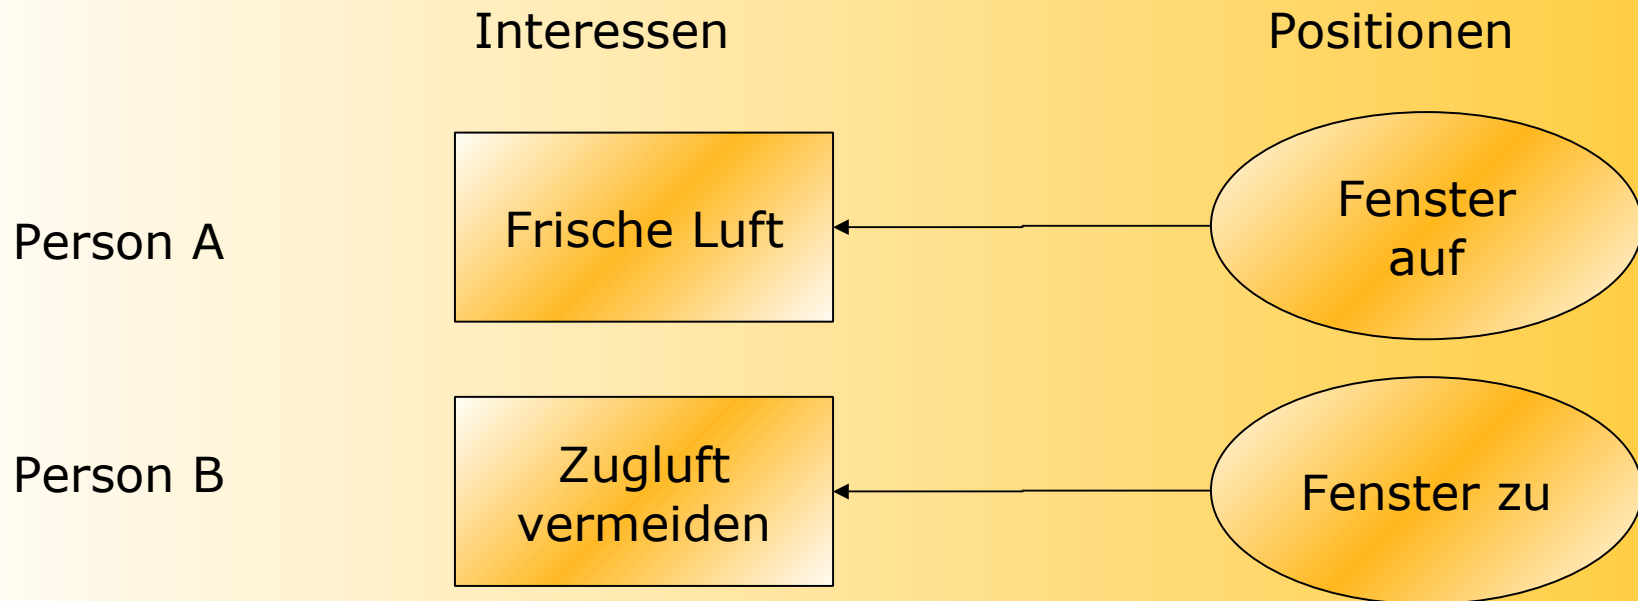 Interessen
Positionen
Person A
Frische Luft
Fenster
auf
Person B
Zugluft
vermeiden
Fenster zu